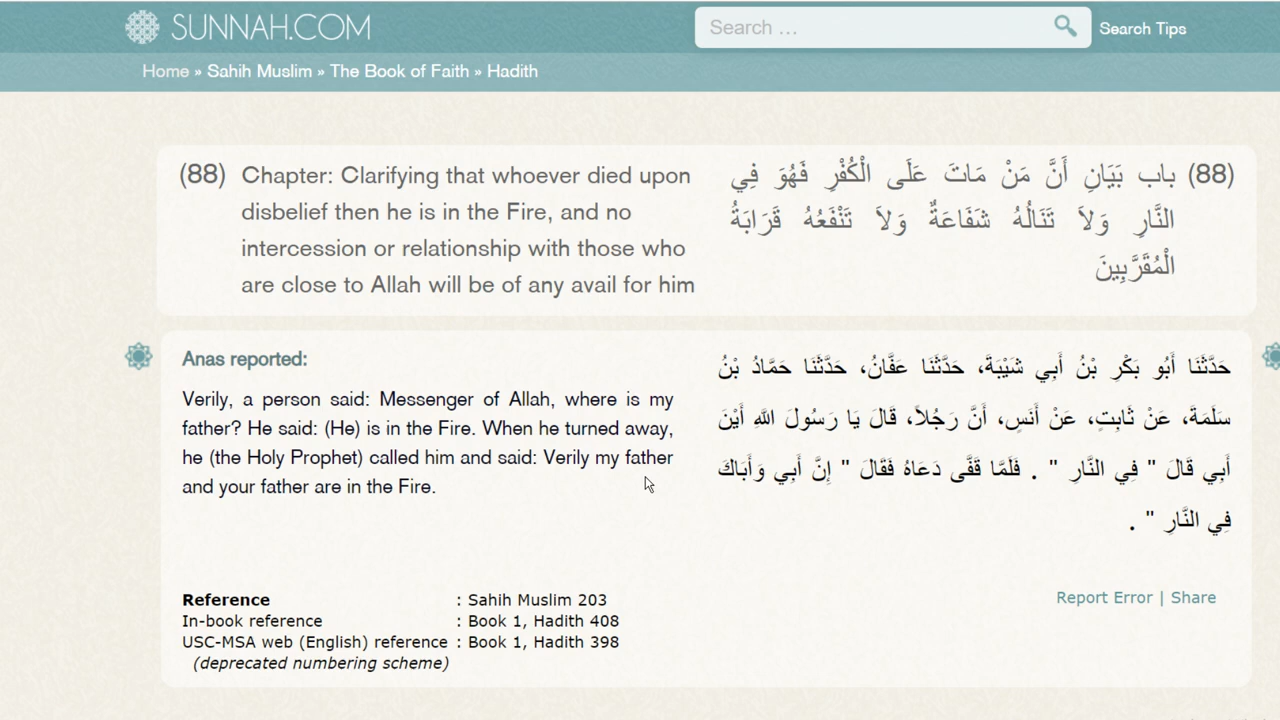 SUNNAH.COM
Search ...
Search Tips
Home » Sahih Muslim » The Book of Faith » Hadith
(88) Chapter: Clarifying that whoever died upon
disbelief then he is in the Fire, and no
intercession or relationship with those who
are close to Allah will be of any avail for him
(88) باب بَيَانِ أَنَّ مَنْ مَاتَ عَلَى الْكُفْرِ فَهُوَ فِي
النَّارِ وَلاَ تَنَالُهُ شَفَاعَةٌ وَلاَ تَنْفَعُهُ قَرَابَةُ
الْمُقَرَّبِينَ
Anas reported:
Verily, a person said: Messenger of Allah, where is my
father? He said: (He) is in the Fire. When he turned away,
he (the Holy Prophet) called him and said: Verily my father
and your father are in the Fire.
حَدَّثَنَا أَبُو بَكْرِ بْنُ أَبِي شَيْبَةَ، حَدَّثَنَا عَفَّانُ، حَدَّثَنَا حَمَّادُ بْنُ
سَلَمَةَ، عَنْ ثَابِتٍ، عَنْ أَنَسٍ، أَنَّ رَجُلاً، قَالَ يَا رَسُولَ اللَّهِ أَيْنَ
أَبِي قَالَ " فِي النَّارِ " . فَلَمَّا قَفَّى دَعَاهُ فَقَالَ " إِنَّ أَبِي وَأَبَاكَ
فِي النَّارِ " .
Reference : Sahih Muslim 203
In-book reference : Book 1, Hadith 408
USC-MSA web (English) reference : Book 1, Hadith 398
(deprecated numbering scheme)
Report Error | Share